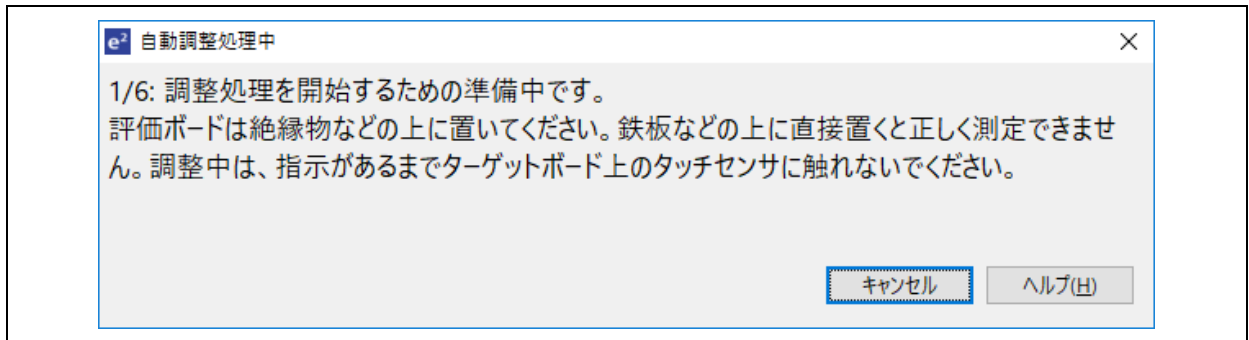 e² 自動調整処理中
1/6: 調整処理を開始するための準備中です。
評価ボードは絶縁物などの上に置いてください。鉄板などの上に直接置くと正しく測定できませ
ん。調整中は、指示があるまでターゲットボード上のタッチセンサに触れないでください。
キャンセル ヘルプ(H)